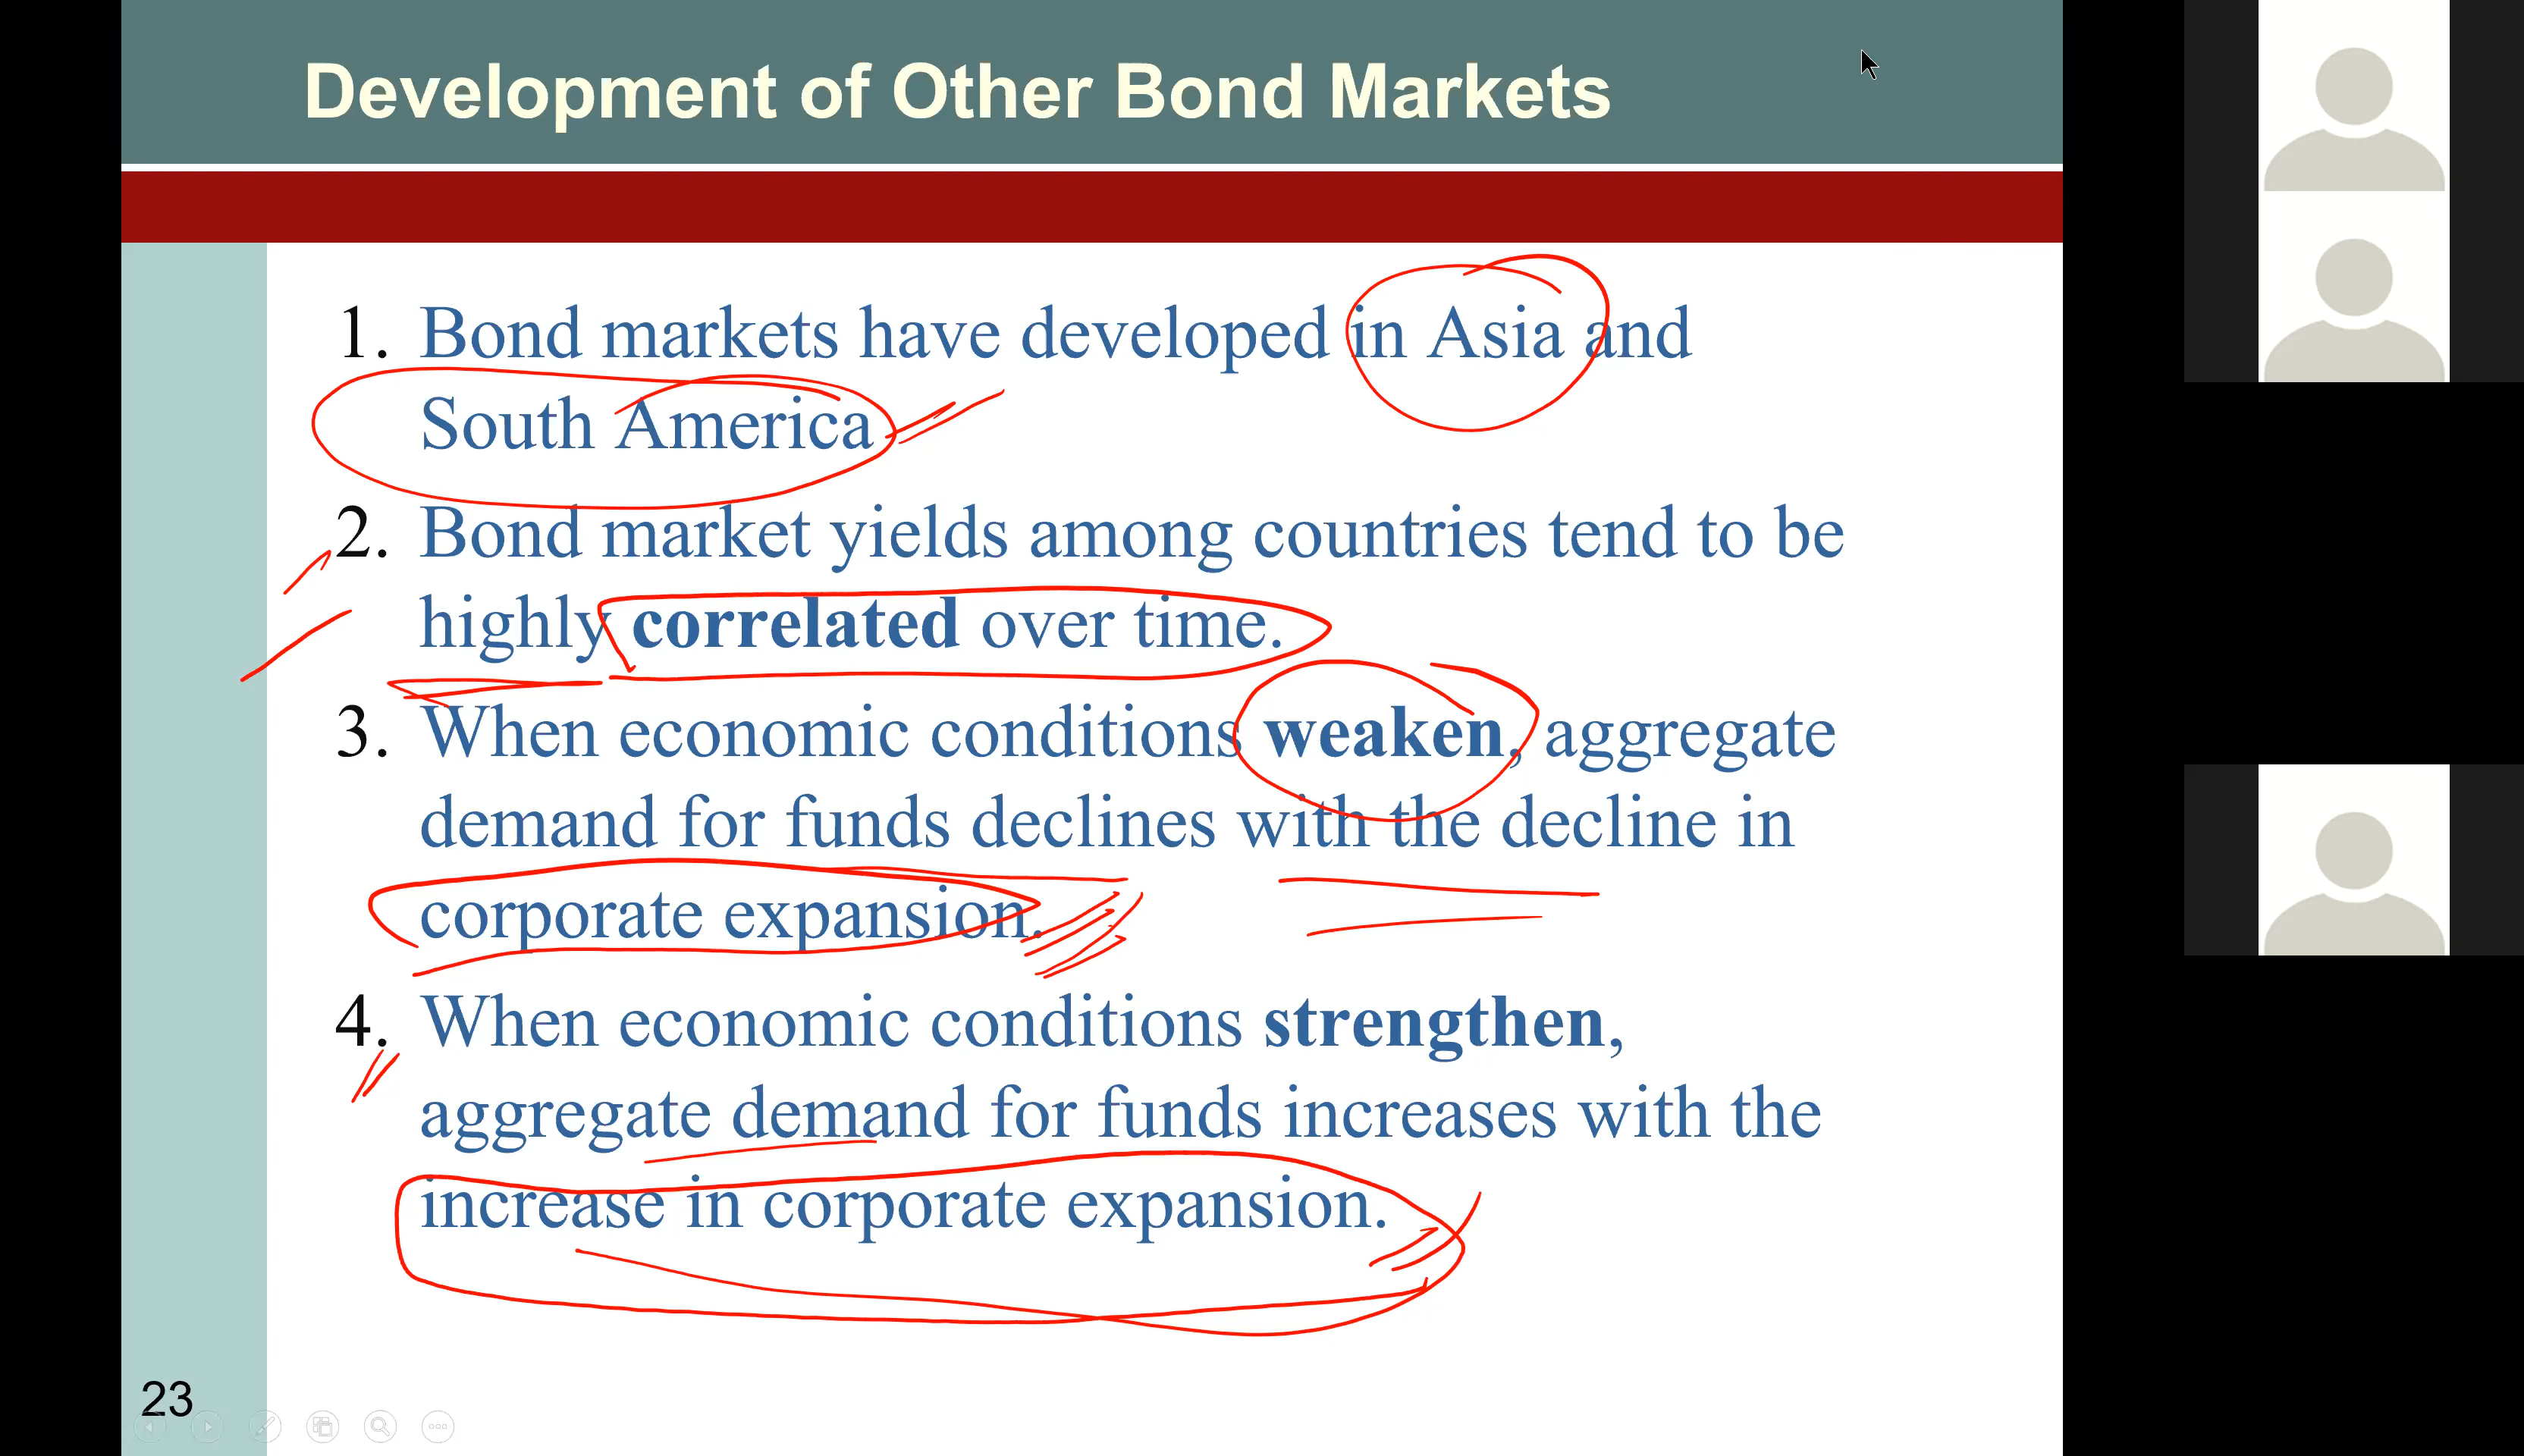 Development of Other Bond Markets
1. Bond markets have developed in Asia and
South America
2. Bond market yields among countries tend to be
highly correlated over time.
3. When economic conditions weaken, aggregate
demand for funds declines with the decline in
corporate expansion.
4. When economic conditions strengthen,
aggregate demand for funds increases with the
increase in corporate expansion.
23